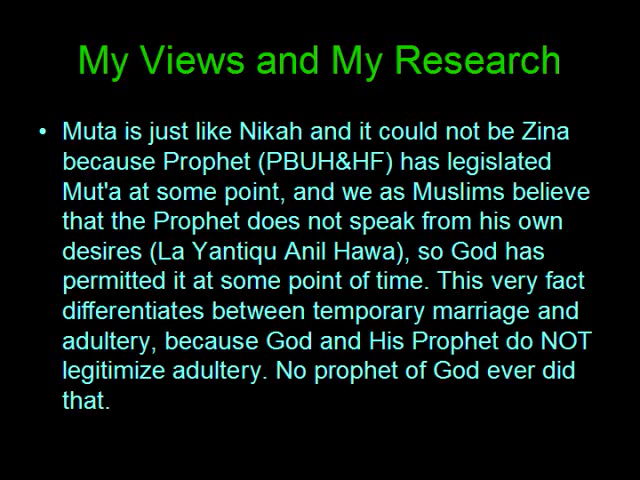 My Views and My Research
• Muta is just like Nikah and it could not be Zina
because Prophet (PBUH&HF) has legislated
Mut'a at some point, and we as Muslims believe
that the Prophet does not speak from his own
desires (La Yantiqu Anil Hawa), so God has
permitted it at some point of time. This very fact
differentiates between temporary marriage and
adultery, because God and His Prophet do NOT
legitimize adultery. No prophet of God ever did
that.